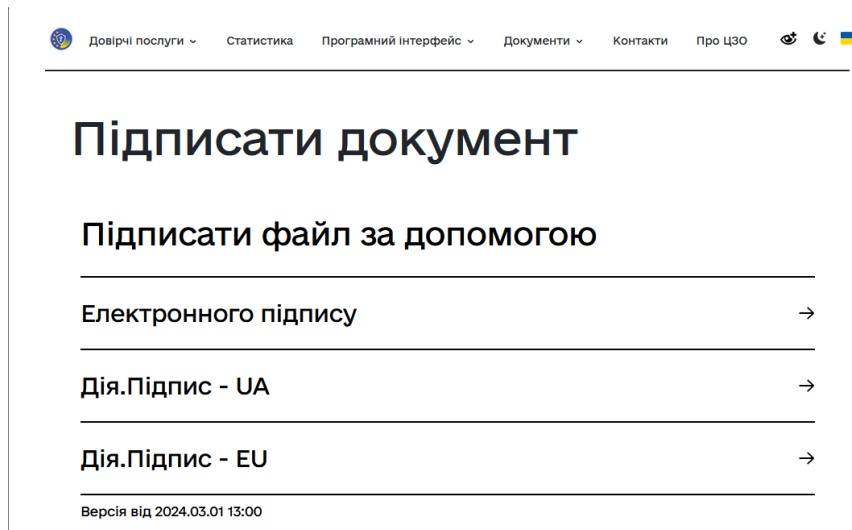 Довірчі послуги Статистика Програмний інтерфейс Документи Контакти Про ЦЗО
Підписати документ
Підписати файл за допомогою
Електронного підпису
Дія.Підпис - UA
Дія.Підпис - EU
Версія від 2024.03.01 13:00